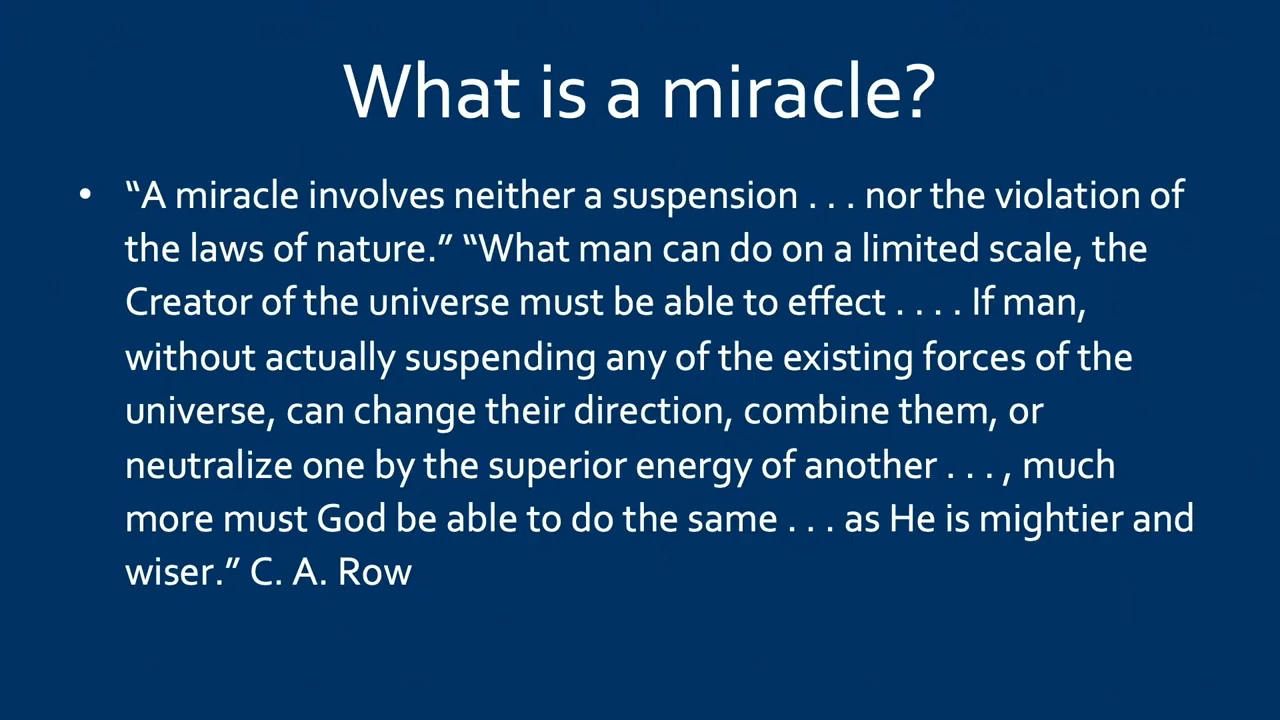 What is a miracle?
• “A miracle involves neither a suspension . . . nor the violation of
the laws of nature.” “What man can do on a limited scale, the
Creator of the universe must be able to effect . . . . If man,
without actually suspending any of the existing forces of the
universe, can change their direction, combine them, or
neutralize one by the superior energy of another . . . , much
more must God be able to do the same . . . as He is mightier and
wiser.” C. A. Row